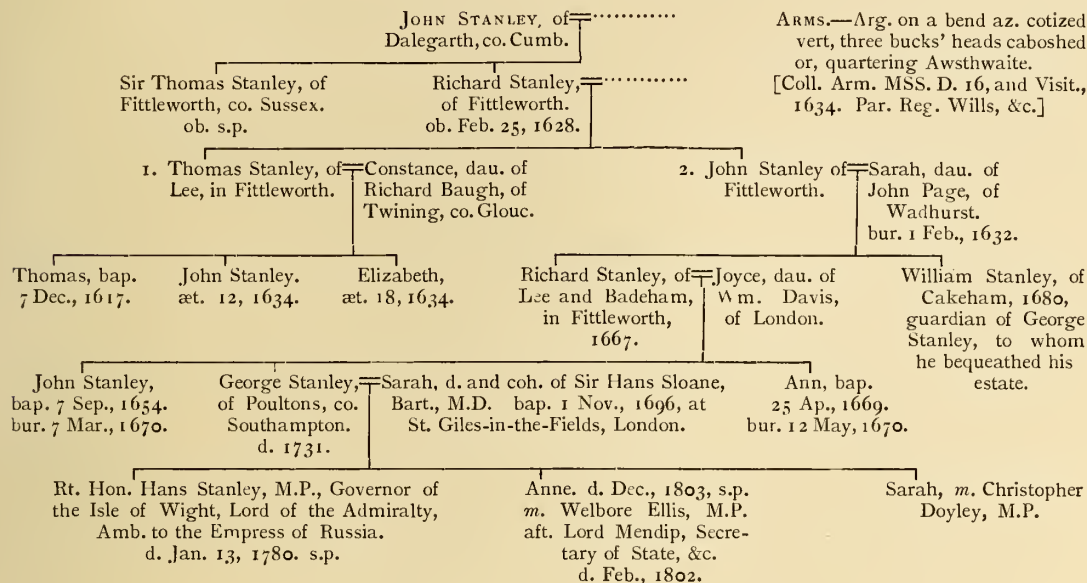 JOHN STANLEY, of
Dalegarth, co. Cumb.
ARMS.—Arg. on a bend az. cotized
vert, three bucks' heads caboshed
or, quartering Awsthwaite.
[Coll. Arm. MSS. D. 16, and Visit.,
1634. Par. Reg. Wills, &c.]
Sir Thomas Stanley, of
Fittleworth, co. Sussex.
ob. s.p.
Richard Stanley,
of Fittleworth.
ob. Feb. 25, 1628.
1. Thomas Stanley, of
Lee, in Fittleworth.
Constance, dau. of
Richard Baugh, of
Twining, co. Glouc.
2. John Stanley of
Fittleworth.
Sarah, dau. of
John Page, of
Wadhurst.
bur. 1 Feb., 1632.
Thomas, bap.
7 Dec., 1617.
John Stanley.
æt. 12, 1634.
Elizabeth,
æt. 18, 1634.
Richard Stanley, of
Lee and Badeham,
in Fittleworth,
1667.
Joyce, dau. of
Wm. Davis,
of London.
William Stanley, of
Cakeham, 1680,
guardian of George
Stanley, to whom
he bequeathed his
estate.
John Stanley,
bap. 7 Sep., 1654.
bur. 7 Mar., 1670.
George Stanley,
of Poultons, co.
Southampton.
d. 1731.
Sarah, d. and coh. of Sir Hans Sloane,
Bart., M.D. bap. 1 Nov., 1696, at
St. Giles-in-the-Fields, London.
Ann, bap.
25 Ap., 1669.
bur. 12 May, 1670.
Rt. Hon. Hans Stanley, M.P., Governor of
the Isle of Wight, Lord of the Admiralty,
Amb. to the Empress of Russia.
d. Jan. 13, 1780. s.p.
Anne. d. Dec., 1803, s.p.
m. Welbore Ellis, M.P.
aft. Lord Mendip, Secre-
tary of State, &c.
d. Feb., 1802.
Sarah, m. Christopher
Doyley, M.P.